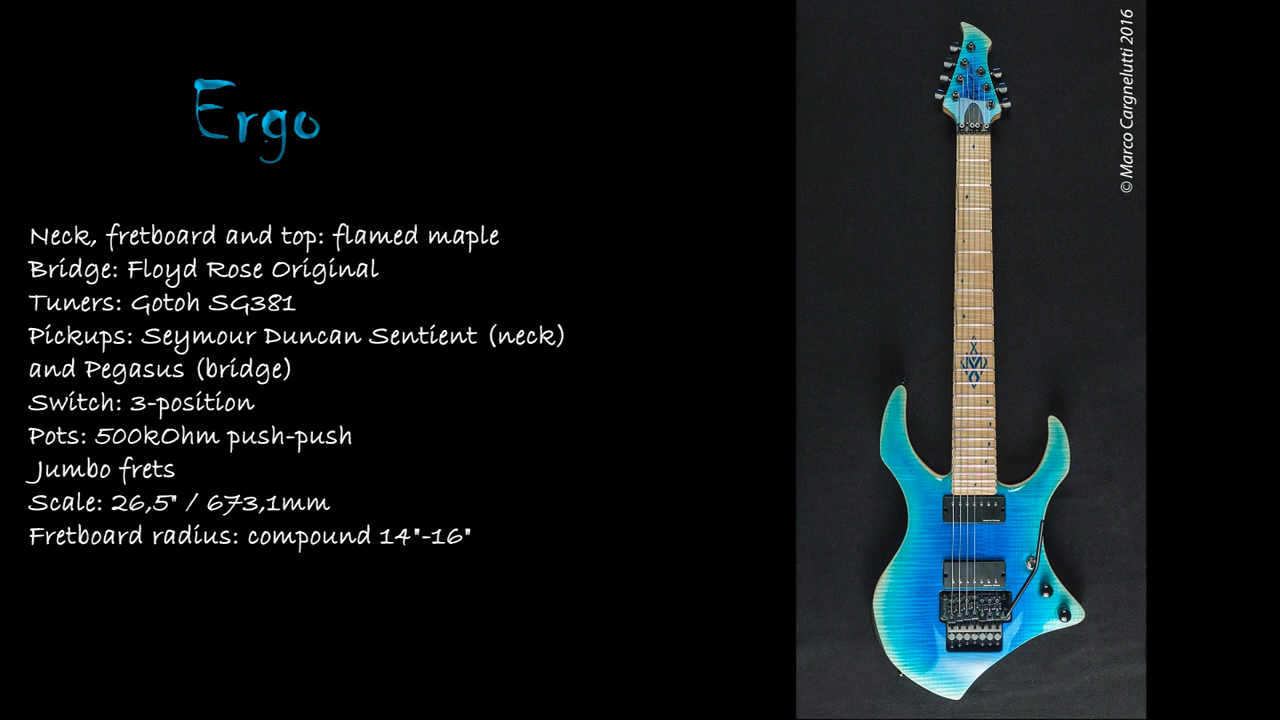 Ergo
Neck, fretboard and top: flamed maple
Bridge: Floyd Rose Original
Tuners: Gotoh SG381
Pickups: Seymour Duncan Sentient (neck)
and Pegasus (bridge)
Switch: 3-position
Pots: 500kOhm push-push
Jumbo frets
Scale: 26,5" / 673,1mm
Fretboard radius: compound 14"-16"
© Marco Cargnelutti 2016